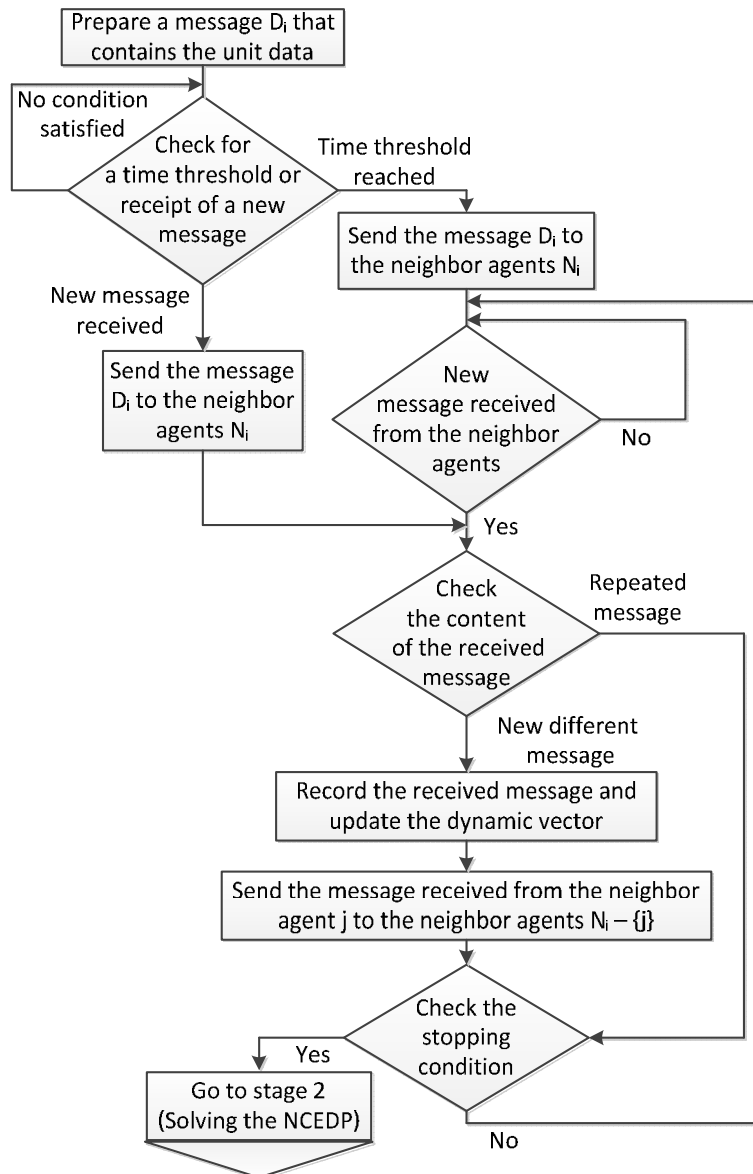 Prepare a message Dᵢ that
contains the unit data
No condition
satisfied
Check for
a time threshold or
receipt of a new
message
Time threshold
reached
Send the message Dᵢ to
the neighbor agents Nᵢ
New message
received
Send the message
Dᵢ to the neighbor
agents Nᵢ
New
message received
from the neighbor
agents
No
Yes
Check
the content
of the received
message
Repeated
message
New different
message
Record the received message and
update the dynamic vector
Send the message received from the neighbor
agent j to the neighbor agents Nᵢ – {j}
Check the
stopping
condition
Yes
Go to stage 2
(Solving the NCEDP)
No